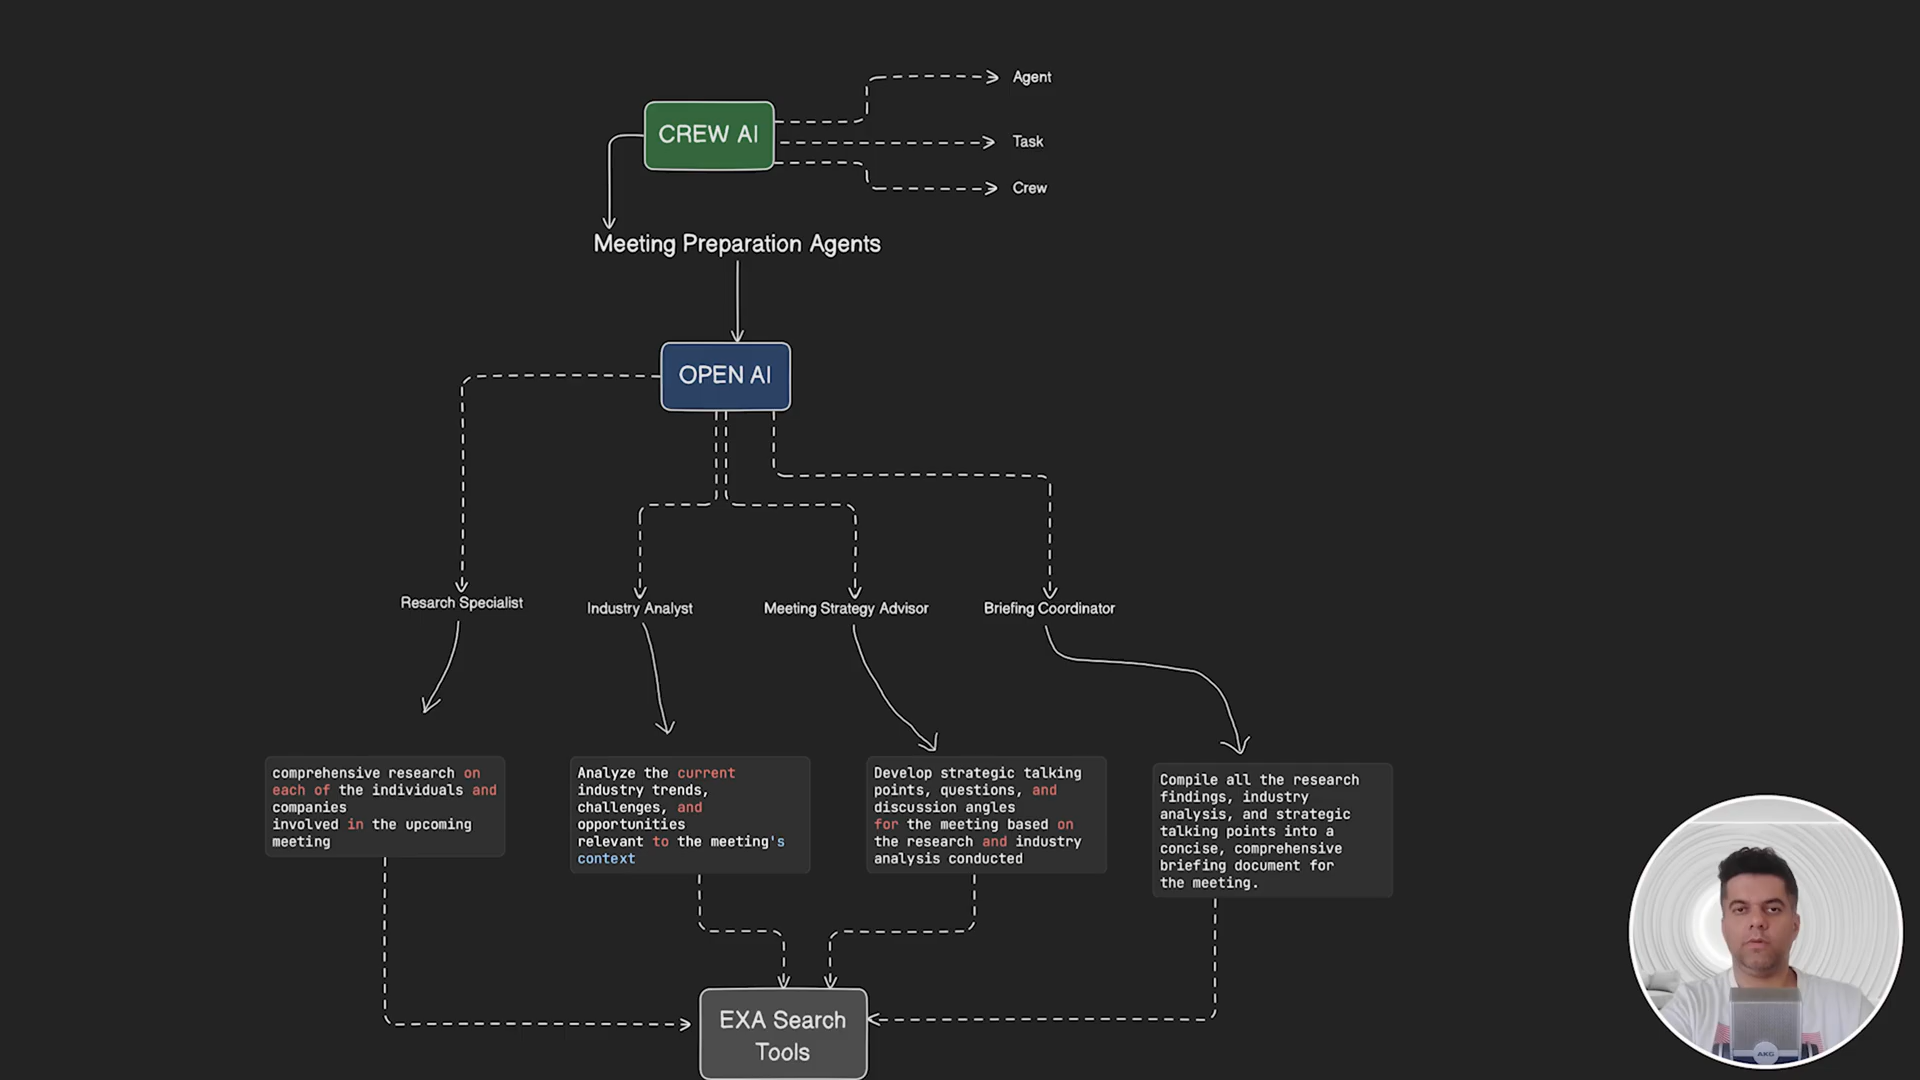 Agent
CREW AI
Task
Crew
Meeting Preparation Agents
OPEN AI
Resarch Specialist
Industry Analyst
Meeting Strategy Advisor
Briefing Coordinator
comprehensive research on
each of the individuals and
companies
involved in the upcoming
meeting
Analyze the current
industry trends,
challenges, and
opportunities
relevant to the meeting's
context
Develop strategic talking
points, questions, and
discussion angles
for the meeting based on
the research and industry
analysis conducted
Compile all the research
findings, industry
analysis, and strategic
talking points into a
concise, comprehensive
briefing document for
the meeting.
EXA Search
Tools
AKG